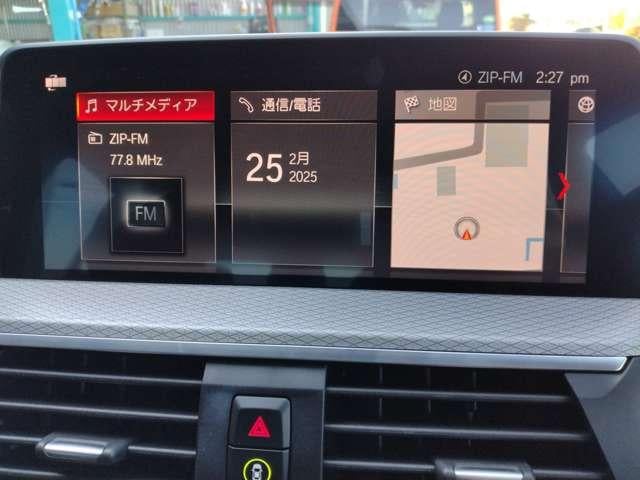 ZIP-FM 2:27 pm
マルチメディア
ZIP-FM
77.8 MHz
FM
通信/電話
25 2月
2025
地図